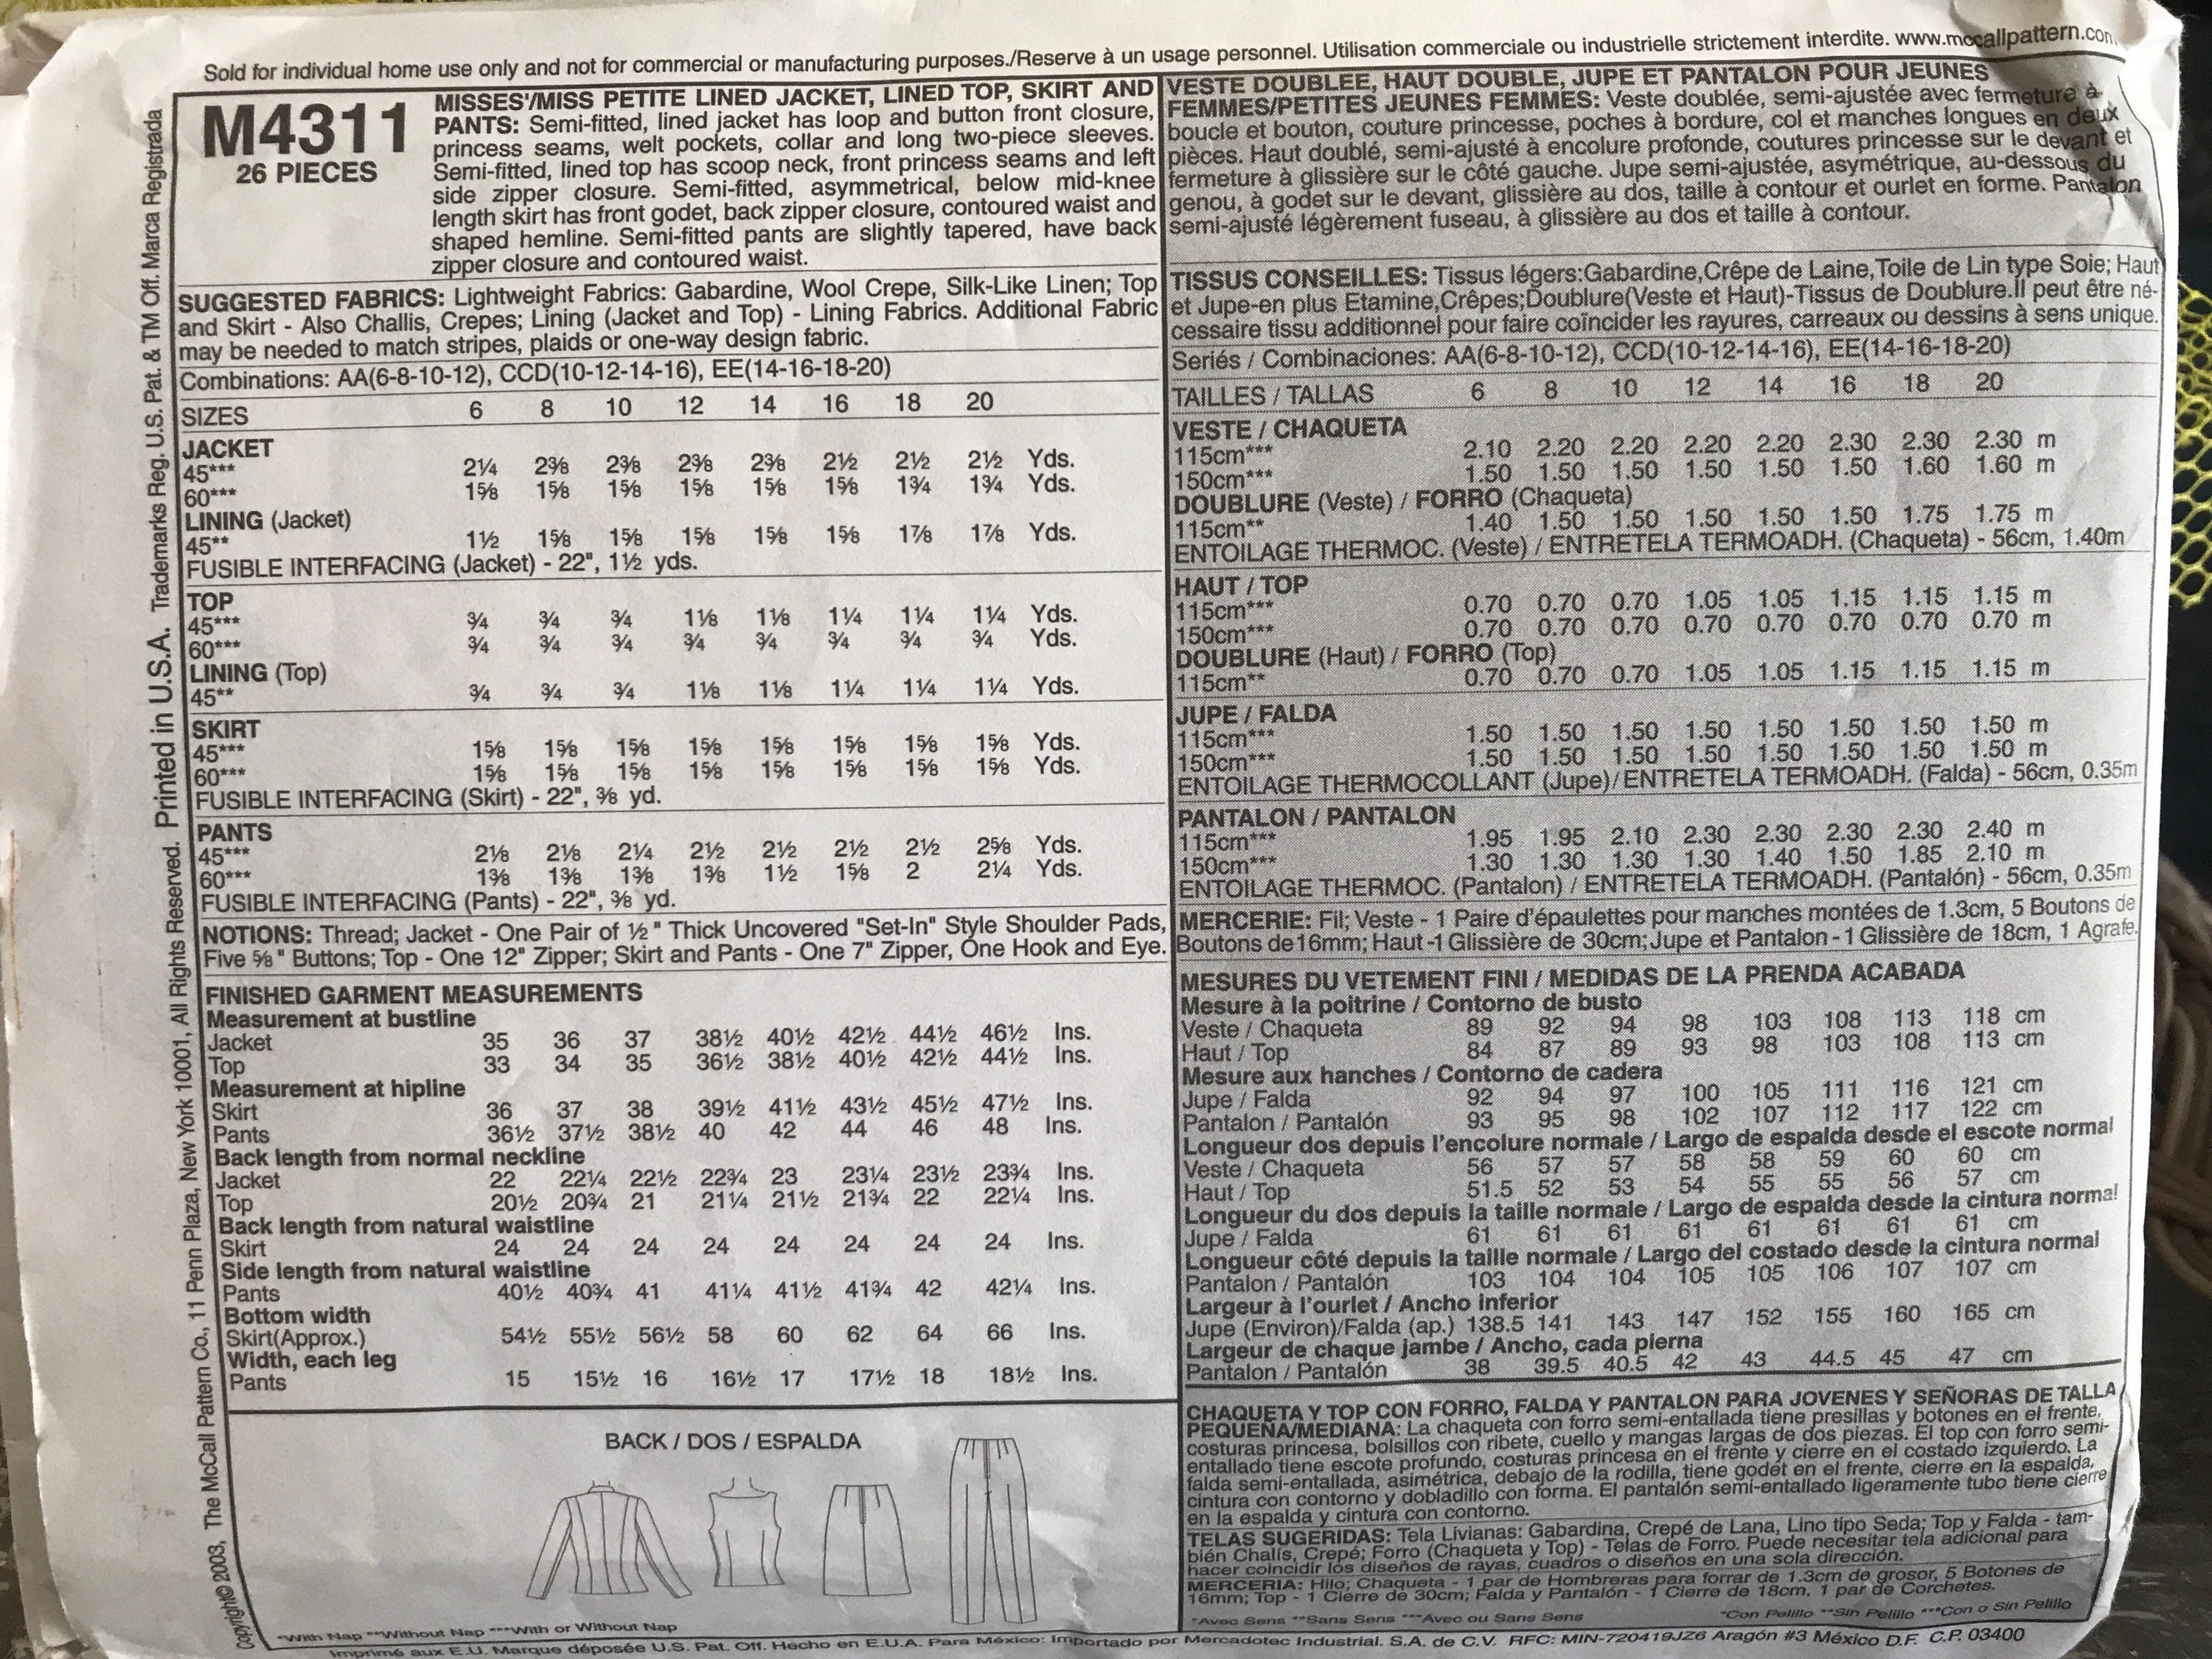 Sold for individual home use only and not for commercial or manufacturing purposes./Reserve à un usage personnel. Utilisation commerciale ou industrielle strictement interdite. www.mccallpattern.com
M4311
26 PIECES
MISSES'/MISS PETITE LINED JACKET, LINED TOP, SKIRT AND
PANTS: Semi-fitted, lined jacket has loop and button front closure,
princess seams, welt pockets, collar and long two-piece sleeves.
Semi-fitted, lined top has scoop neck, front princess seams and left
side zipper closure. Semi-fitted, asymmetrical, below mid-knee
length skirt has front godet, back zipper closure, contoured waist and
shaped hemline. Semi-fitted pants are slightly tapered, have back
zipper closure and contoured waist.
SUGGESTED FABRICS: Lightweight Fabrics: Gabardine, Wool Crepe, Silk-Like Linen; Top
and Skirt - Also Challis, Crepes; Lining (Jacket and Top) - Lining Fabrics. Additional Fabric
may be needed to match stripes, plaids or one-way design fabric.
Combinations: AA(6-8-10-12), CCD(10-12-14-16), EE(14-16-18-20)
SIZES 6 8 10 12 14 16 18 20
JACKET
45*** 2¼ 2⅜ 2⅜ 2⅜ 2⅜ 2½ 2½ 2½ Yds.
60*** 1⅝ 1⅝ 1⅝ 1⅝ 1⅝ 1⅝ 1¾ 1¾ Yds.
LINING (Jacket)
45** 1½ 1⅝ 1⅝ 1⅝ 1⅝ 1⅝ 1⅞ 1⅞ Yds.
FUSIBLE INTERFACING (Jacket) - 22", 1½ yds.
TOP
45*** ¾ ¾ ¾ 1⅛ 1⅛ 1¼ 1¼ 1¼ Yds.
60*** ¾ ¾ ¾ ¾ ¾ ¾ ¾ ¾ Yds.
LINING (Top)
45** ¾ ¾ ¾ 1⅛ 1⅛ 1¼ 1¼ 1¼ Yds.
SKIRT
45*** 1⅝ 1⅝ 1⅝ 1⅝ 1⅝ 1⅝ 1⅝ 1⅝ Yds.
60*** 1⅝ 1⅝ 1⅝ 1⅝ 1⅝ 1⅝ 1⅝ 1⅝ Yds.
FUSIBLE INTERFACING (Skirt) - 22", ⅜ yd.
PANTS
45*** 2⅛ 2⅛ 2¼ 2½ 2½ 2½ 2½ 2⅝ Yds.
60*** 1⅜ 1⅜ 1⅜ 1⅜ 1½ 1⅝ 2 2¼ Yds.
FUSIBLE INTERFACING (Pants) - 22", ⅜ yd.
NOTIONS: Thread; Jacket - One Pair of ½" Thick Uncovered "Set-In" Style Shoulder Pads,
Five ⅝" Buttons; Top - One 12" Zipper; Skirt and Pants - One 7" Zipper, One Hook and Eye.
FINISHED GARMENT MEASUREMENTS
Measurement at bustline
Jacket 35 36 37 38½ 40½ 42½ 44½ 46½ Ins.
Top 33 34 35 36½ 38½ 40½ 42½ 44½ Ins.
Measurement at hipline
Skirt 36 37 38 39½ 41½ 43½ 45½ 47½ Ins.
Pants 36½ 37½ 38½ 40 42 44 46 48 Ins.
Back length from normal neckline
Jacket 22 22¼ 22½ 22¾ 23 23¼ 23½ 23¾ Ins.
Top 20½ 20¾ 21 21¼ 21½ 21¾ 22 22¼ Ins.
Back length from natural waistline
Skirt 24 24 24 24 24 24 24 24 Ins.
Side length from natural waistline
Pants 40½ 40¾ 41 41¼ 41½ 41¾ 42 42¼ Ins.
Bottom width
Skirt(Approx.) 54½ 55½ 56½ 58 60 62 64 66 Ins.
Width, each leg
Pants 15 15½ 16 16½ 17 17½ 18 18½ Ins.
BACK / DOS / ESPALDA
*With Nap **Without Nap ***With or Without Nap
VESTE DOUBLEE, HAUT DOUBLE, JUPE ET PANTALON POUR JEUNES
FEMMES/PETITES JEUNES FEMMES: Veste doublée, semi-ajustée avec fermeture à
boucle et bouton, couture princesse, poches à bordure, col et manches longues en deux
pièces. Haut doublé, semi-ajusté à encolure profonde, coutures princesse sur le devant et
fermeture à glissière sur le côté gauche. Jupe semi-ajustée, asymétrique, au-dessous du
genou, à godet sur le devant, glissière au dos, taille à contour et ourlet en forme. Pantalon
semi-ajusté légèrement fuseau, à glissière au dos et taille à contour.
TISSUS CONSEILLES: Tissus légers:Gabardine,Crêpe de Laine,Toile de Lin type Soie; Haut
et Jupe-en plus Etamine,Crêpes;Doublure(Veste et Haut)-Tissus de Doublure.Il peut être né-
cessaire tissu additionnel pour faire coïncider les rayures, carreaux ou dessins à sens unique.
Seriés / Combinaciones: AA(6-8-10-12), CCD(10-12-14-16), EE(14-16-18-20)
TAILLES / TALLAS 6 8 10 12 14 16 18 20
VESTE / CHAQUETA
115cm*** 2.10 2.20 2.20 2.20 2.20 2.30 2.30 2.30 m
150cm*** 1.50 1.50 1.50 1.50 1.50 1.50 1.60 1.60 m
DOUBLURE (Veste) / FORRO (Chaqueta)
115cm** 1.40 1.50 1.50 1.50 1.50 1.50 1.75 1.75 m
ENTOILAGE THERMOC. (Veste) / ENTRETELA TERMOADH. (Chaqueta) - 56cm, 1.40m
HAUT / TOP
115cm*** 0.70 0.70 0.70 1.05 1.05 1.15 1.15 1.15 m
150cm*** 0.70 0.70 0.70 0.70 0.70 0.70 0.70 0.70 m
DOUBLURE (Haut) / FORRO (Top)
115cm** 0.70 0.70 0.70 1.05 1.05 1.15 1.15 1.15 m
JUPE / FALDA
115cm*** 1.50 1.50 1.50 1.50 1.50 1.50 1.50 1.50 m
150cm*** 1.50 1.50 1.50 1.50 1.50 1.50 1.50 1.50 m
ENTOILAGE THERMOCOLLANT (Jupe)/ENTRETELA TERMOADH. (Falda) - 56cm, 0.35m
PANTALON / PANTALON
115cm*** 1.95 1.95 2.10 2.30 2.30 2.30 2.30 2.40 m
150cm*** 1.30 1.30 1.30 1.30 1.40 1.50 1.85 2.10 m
ENTOILAGE THERMOC. (Pantalon) / ENTRETELA TERMOADH. (Pantalón) - 56cm, 0.35m
MERCERIE: Fil; Veste - 1 Paire d'épaulettes pour manches montées de 1.3cm, 5 Boutons de
Boutons de16mm; Haut -1 Glissière de 30cm;Jupe et Pantalon-1 Glissière de 18cm, 1 Agrafe.
MESURES DU VETEMENT FINI / MEDIDAS DE LA PRENDA ACABADA
Mesure à la poitrine / Contorno de busto
Veste / Chaqueta 89 92 94 98 103 108 113 118 cm
Haut / Top 84 87 89 93 98 103 108 113 cm
Mesure aux hanches / Contorno de cadera
Jupe / Falda 92 94 97 100 105 111 116 121 cm
Pantalon / Pantalón 93 95 98 102 107 112 117 122 cm
Longueur dos depuis l'encolure normale / Largo de espalda desde el escote normal
Veste / Chaqueta 56 57 57 58 58 59 60 60 cm
Haut / Top 51.5 52 53 54 55 55 56 57 cm
Longueur du dos depuis la taille normale / Largo de espalda desde la cintura normal
Jupe / Falda 61 61 61 61 61 61 61 61 cm
Longueur côté depuis la taille normale / Largo del costado desde la cintura normal
Pantalon / Pantalón 103 104 104 105 105 106 107 107 cm
Largeur à l'ourlet / Ancho inferior
Jupe (Environ)/Falda (ap.) 138.5 141 143 147 152 155 160 165 cm
Largeur de chaque jambe / Ancho, cada pierna
Pantalon / Pantalón 38 39.5 40.5 42 43 44.5 45 47 cm
CHAQUETA Y TOP CON FORRO, FALDA Y PANTALON PARA JOVENES Y SEÑORAS DE TALLA
PEQUEÑA/MEDIANA: La chaqueta con forro semi-entallada tiene presillas y botones en el frente,
costuras princesa, bolsillos con ribete, cuello y mangas largas de dos piezas. El top con forro semi-
entallado tiene escote profundo, costuras princesa en el frente y cierre en el costado izquierdo. La
falda semi-entallada, asimétrica, debajo de la rodilla, tiene godet en el frente, cierre en la espalda,
cintura con contorno y dobladillo con forma. El pantalón semi-entallado ligeramente tubo tiene cierre
en la espalda y cintura con contorno.
TELAS SUGERIDAS: Tela Livianas: Gabardina, Crepé de Lana, Lino tipo Seda; Top y Falda - tam-
bién Chalís, Crepé; Forro (Chaqueta y Top) - Telas de Forro. Puede necesitar tela adicional para
hacer coincidir los diseños de rayas, cuadros o diseños en una sola dirección.
MERCERIA: Hilo; Chaqueta - 1 par de Hombreras para forrar de 1.3cm de grosor, 5 Botones de
16mm; Top - 1 Cierre de 30cm; Falda y Pantalón - 1 Cierre de 18cm, 1 par de Corchetes.
*Avec Sens **Sans Sens ***Avec ou Sans Sens *Con Pelillo **Sin Pelillo ***Con o Sin Pelillo
Imprimé aux E.U. Marque déposée U.S. Pat. Off. Hecho en E.U.A. Para México: Importado por Mercadotec Industrial. S.A. de C.V. RFC: MIN-720419JZ6 Aragón #3 México D.F. C.P. 03400
Copyright© 2003, The McCall Pattern Co., 11 Penn Plaza, New York 10001, All Rights Reserved. Printed in U.S.A. Trademarks Reg. U.S. Pat. & TM Off. Marca Registrada